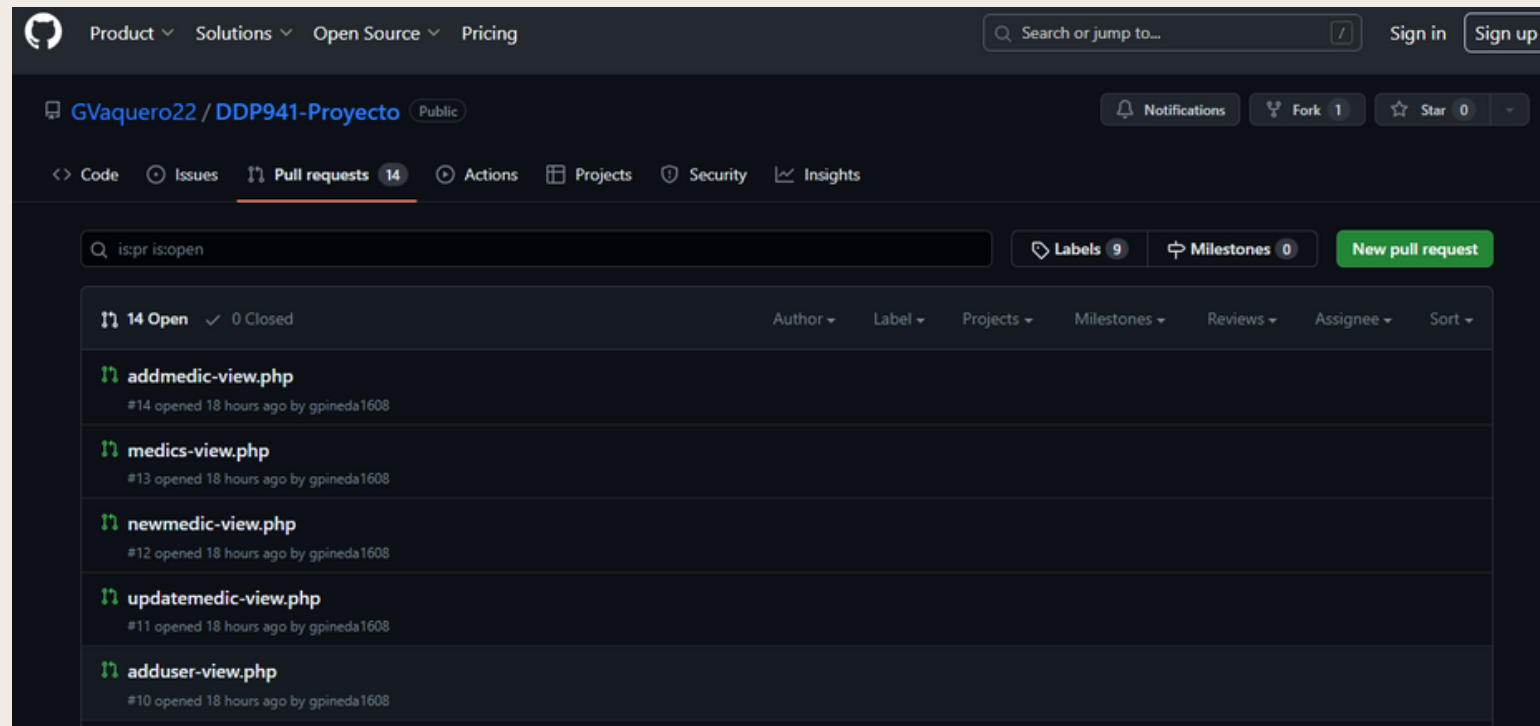 Product Solutions Open Source Pricing Search or jump to... / Sign in Sign up
GVaquero22 / DDP941-Proyecto Public Notifications Fork 1 Star 0
<> Code Issues Pull requests 14 Actions Projects Security Insights
is:pr is:open Labels 9 Milestones 0 New pull request
14 Open 0 Closed Author Label Projects Milestones Reviews Assignee Sort
addmedic-view.php
#14 opened 18 hours ago by gpineda1608
medics-view.php
#13 opened 18 hours ago by gpineda1608
newmedic-view.php
#12 opened 18 hours ago by gpineda1608
updatemedic-view.php
#11 opened 18 hours ago by gpineda1608
adduser-view.php
#10 opened 18 hours ago by gpineda1608